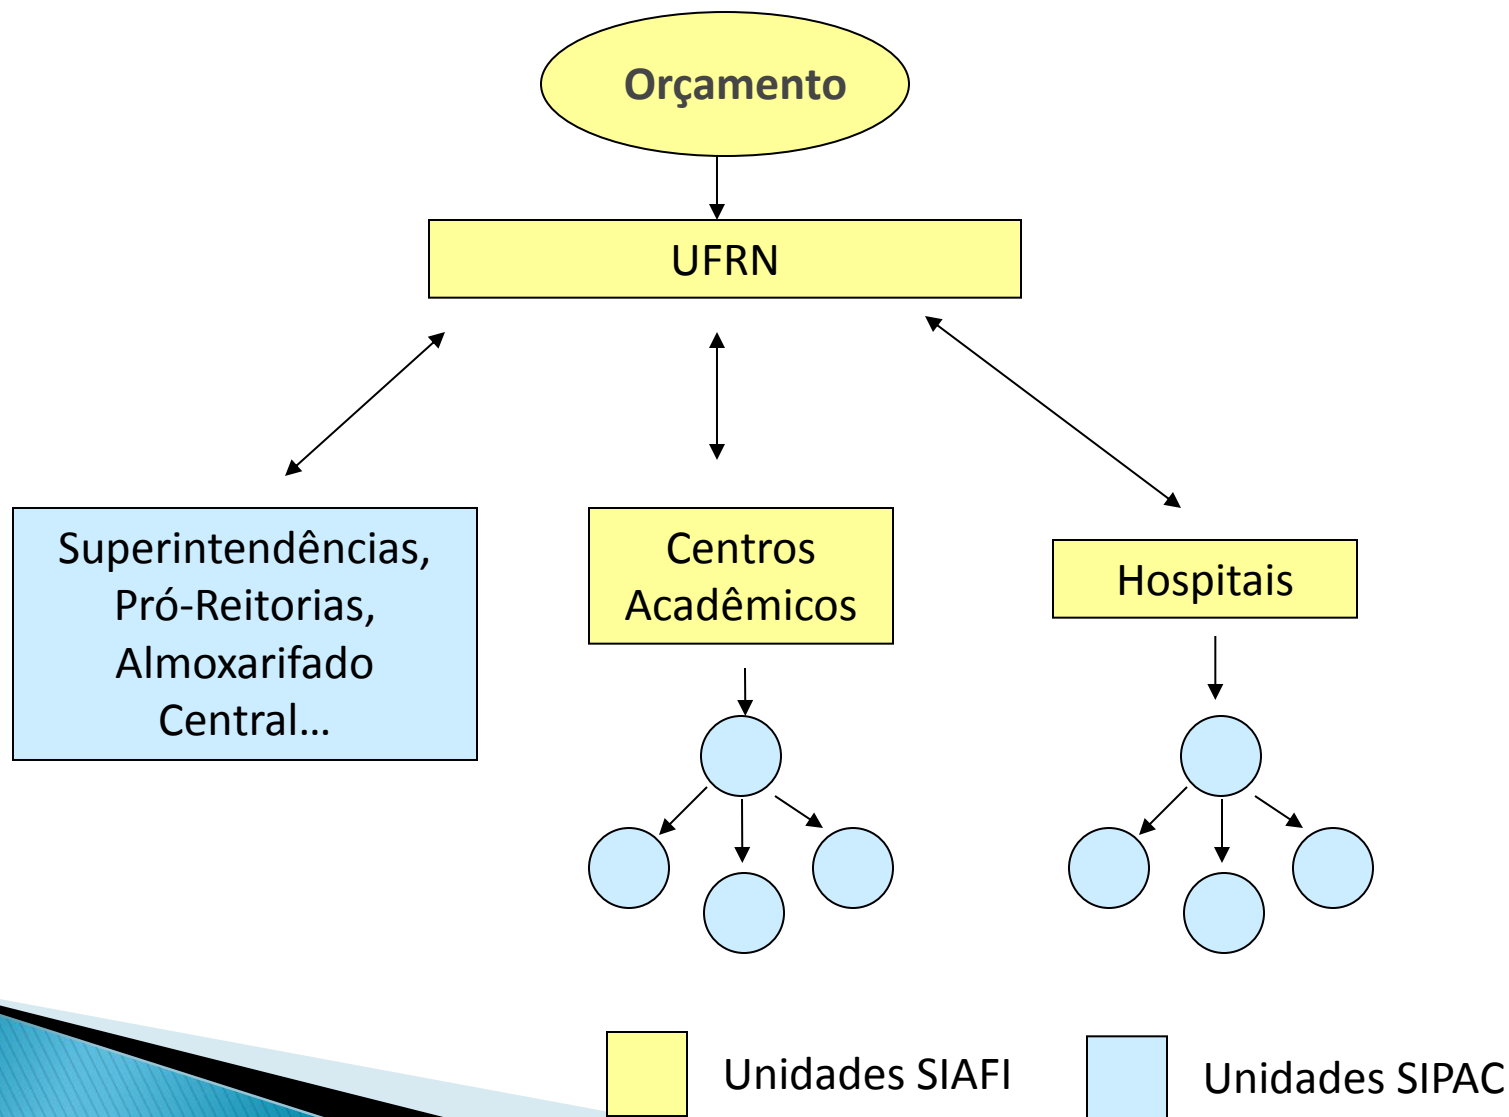 Orçamento
UFRN
Superintendências,
Pró-Reitorias,
Almoxarifado
Central...
Centros
Acadêmicos
Hospitais
Unidades SIAFI
Unidades SIPAC